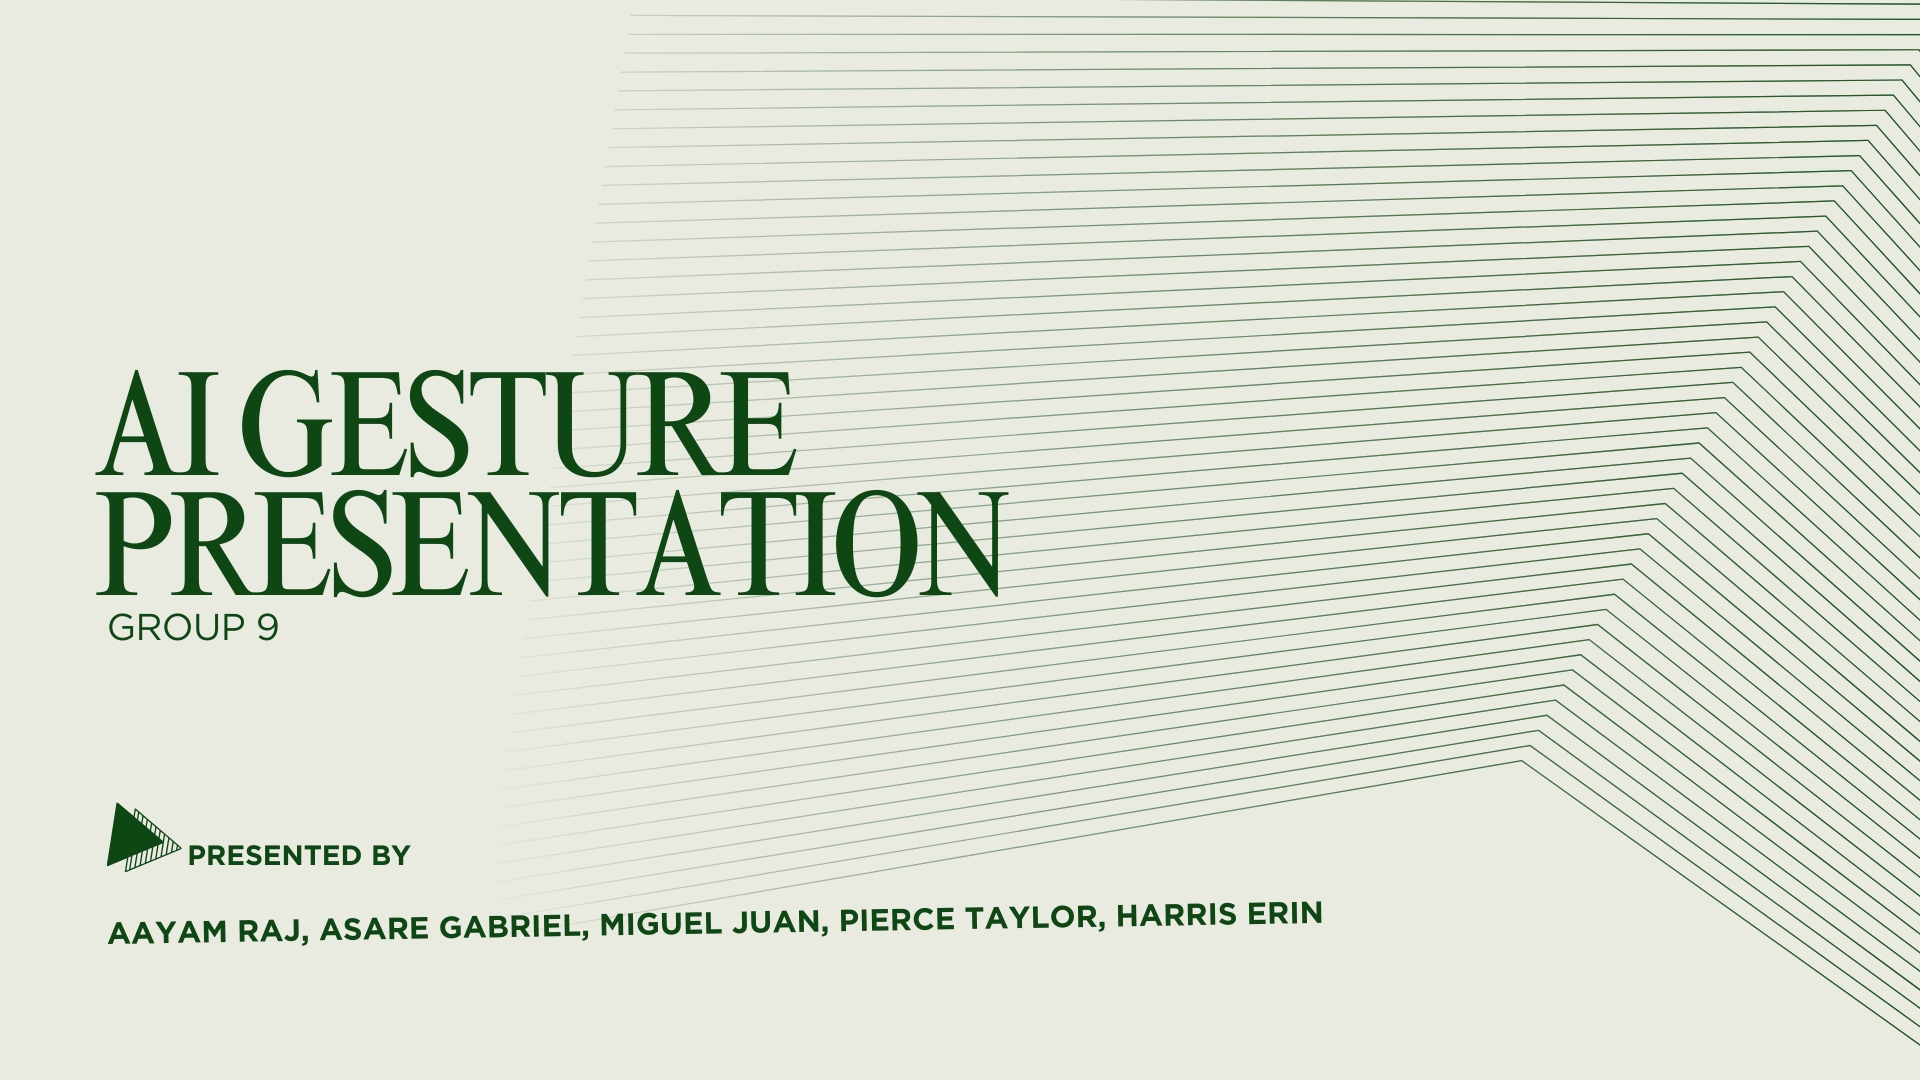 AI GESTURE
PRESENTATION
GROUP 9
PRESENTED BY
AAYAM RAJ, ASARE GABRIEL, MIGUEL JUAN, PIERCE TAYLOR, HARRIS ERIN